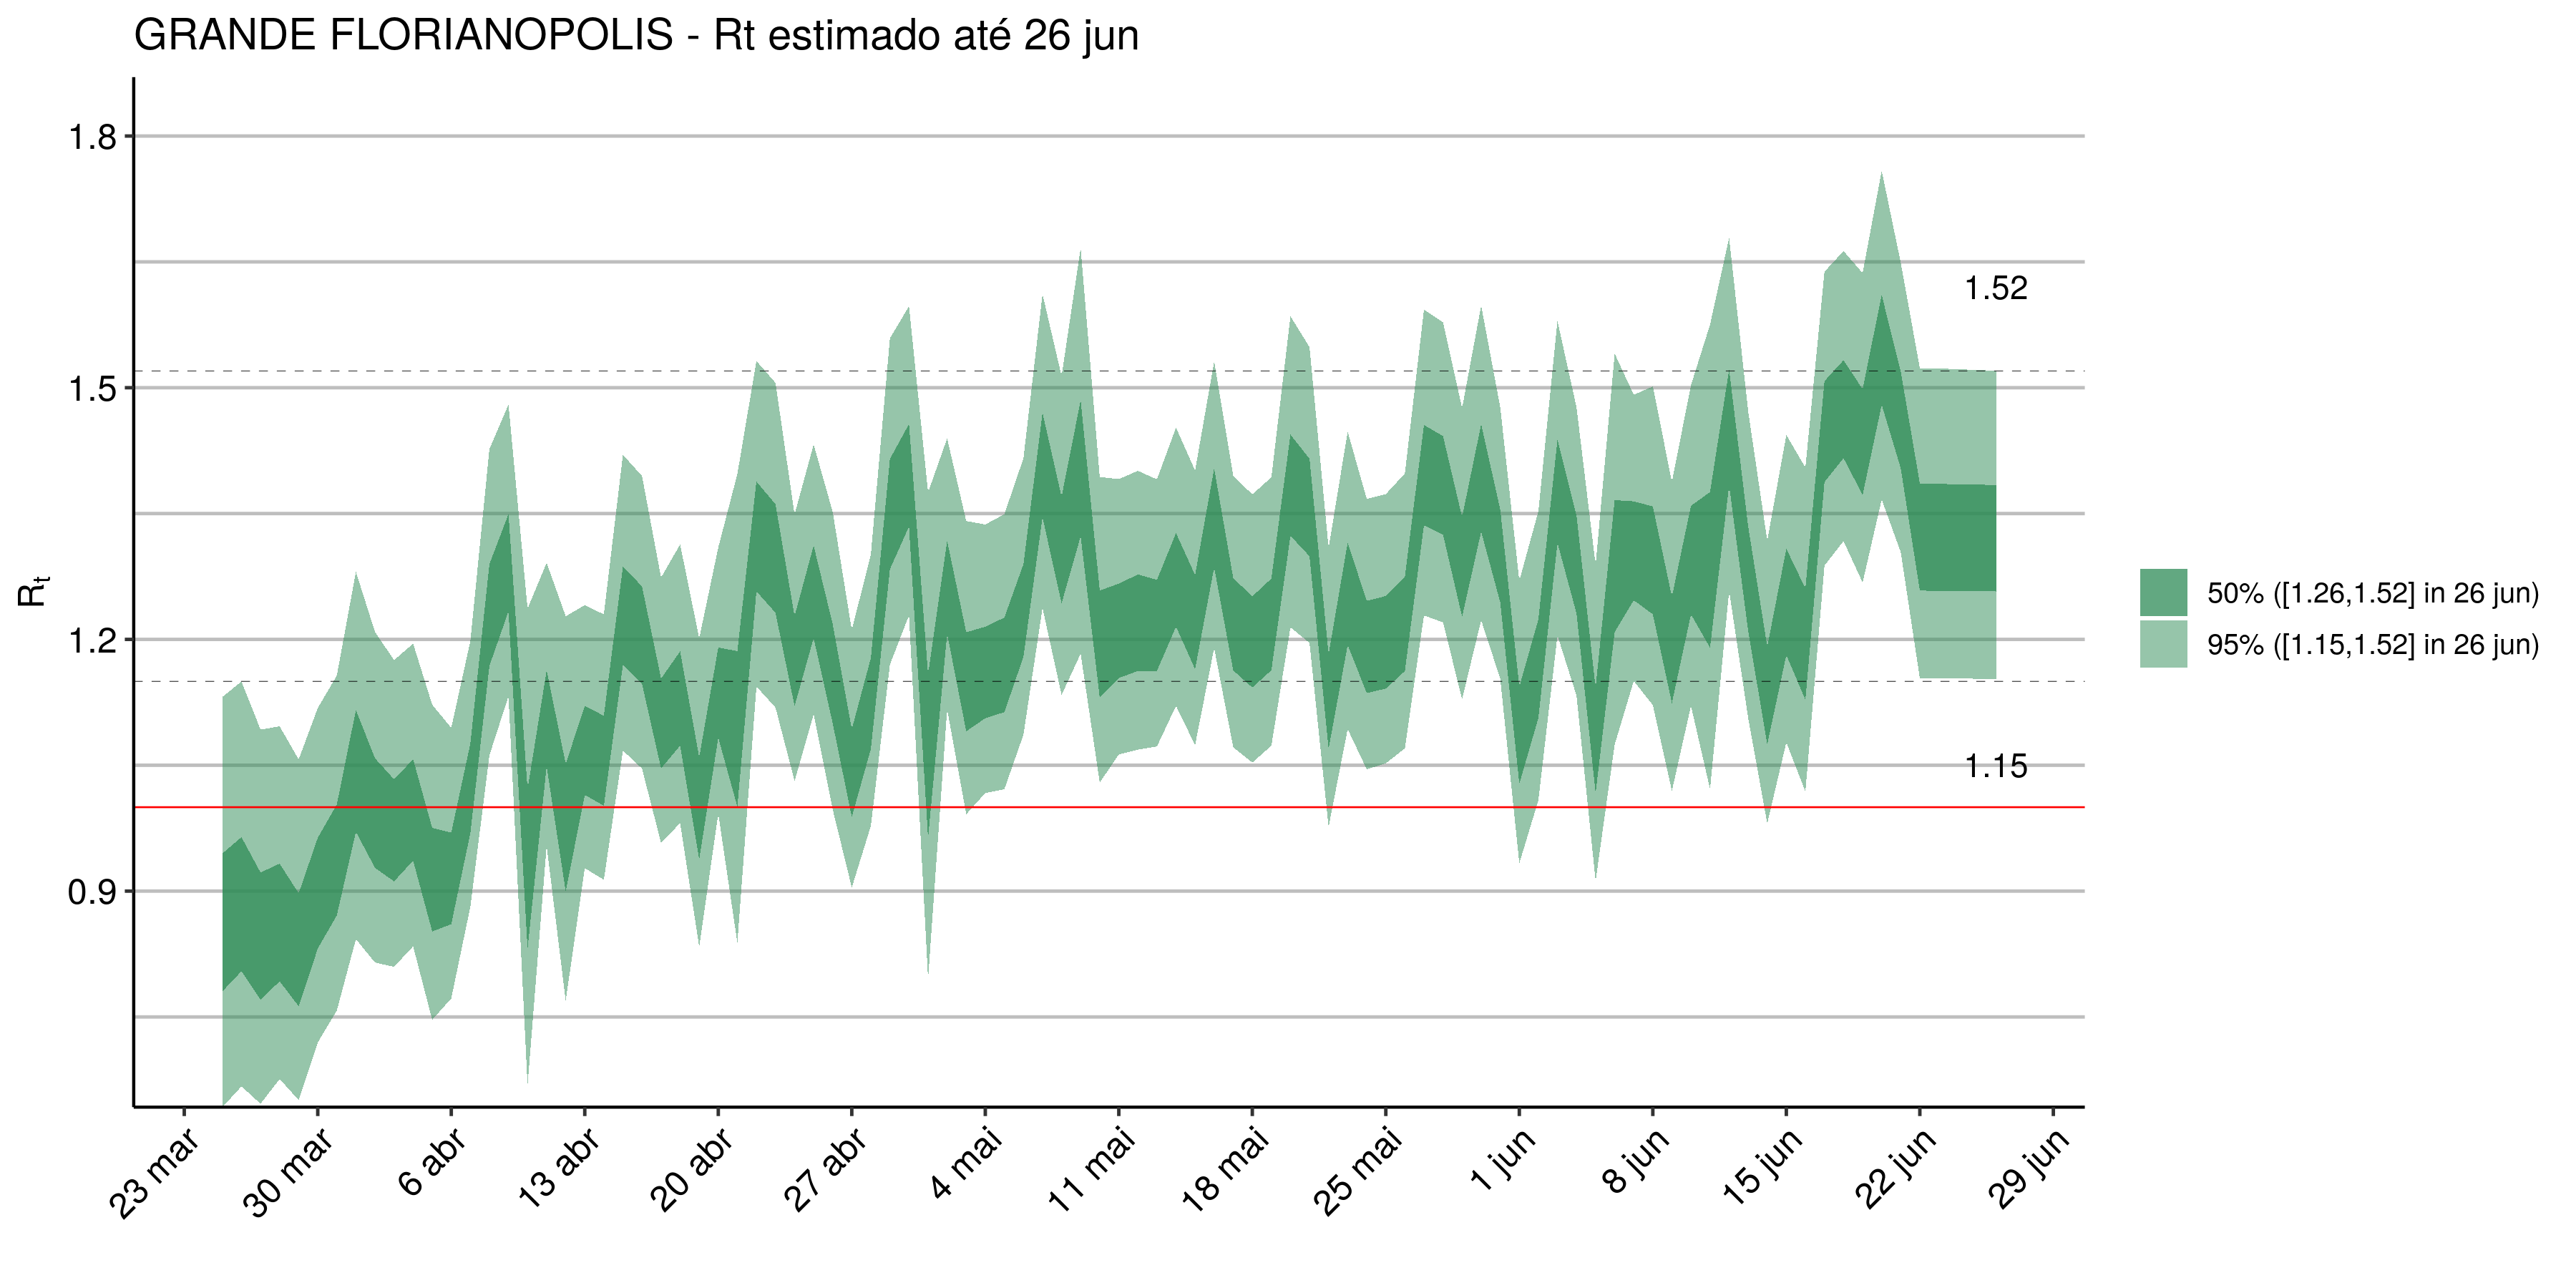 GRANDE FLORIANOPOLIS - Rt estimado até 26 jun
1.8
1.5
1.2
0.9
Rt
1.52
1.15
23 mar
30 mar
6 abr
13 abr
20 abr
27 abr
4 mai
11 mai
18 mai
25 mai
1 jun
8 jun
15 jun
22 jun
29 jun
50% ([1.26,1.52] in 26 jun)
95% ([1.15,1.52] in 26 jun)